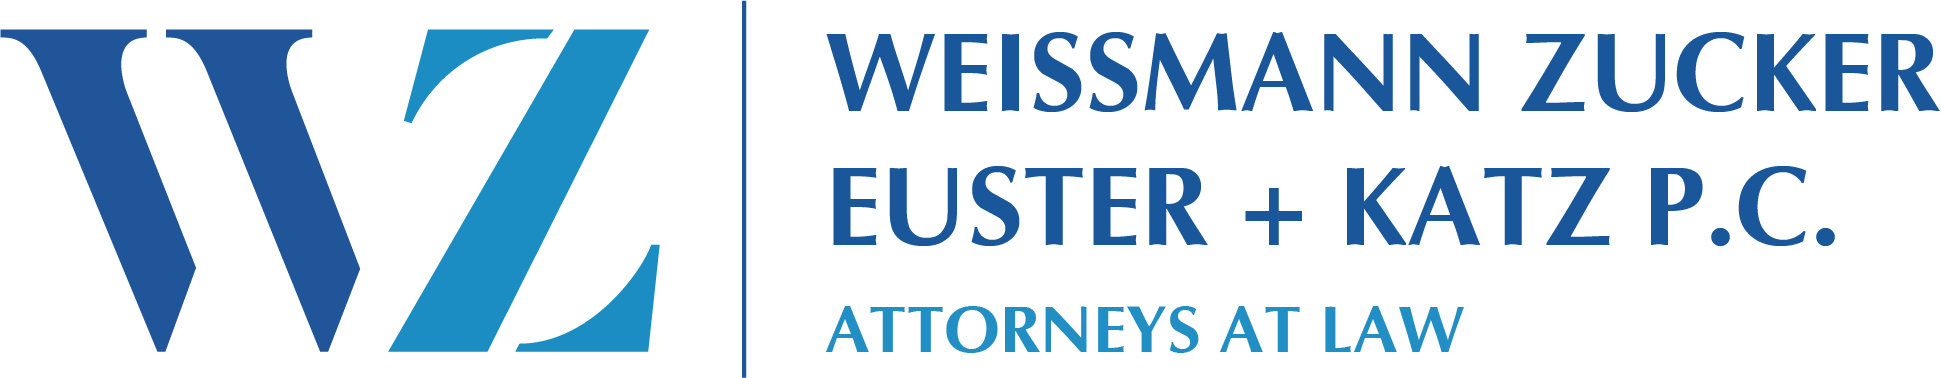 WZ
WEISSMANN ZUCKER
EUSTER + KATZ P.C.
ATTORNEYS AT LAW